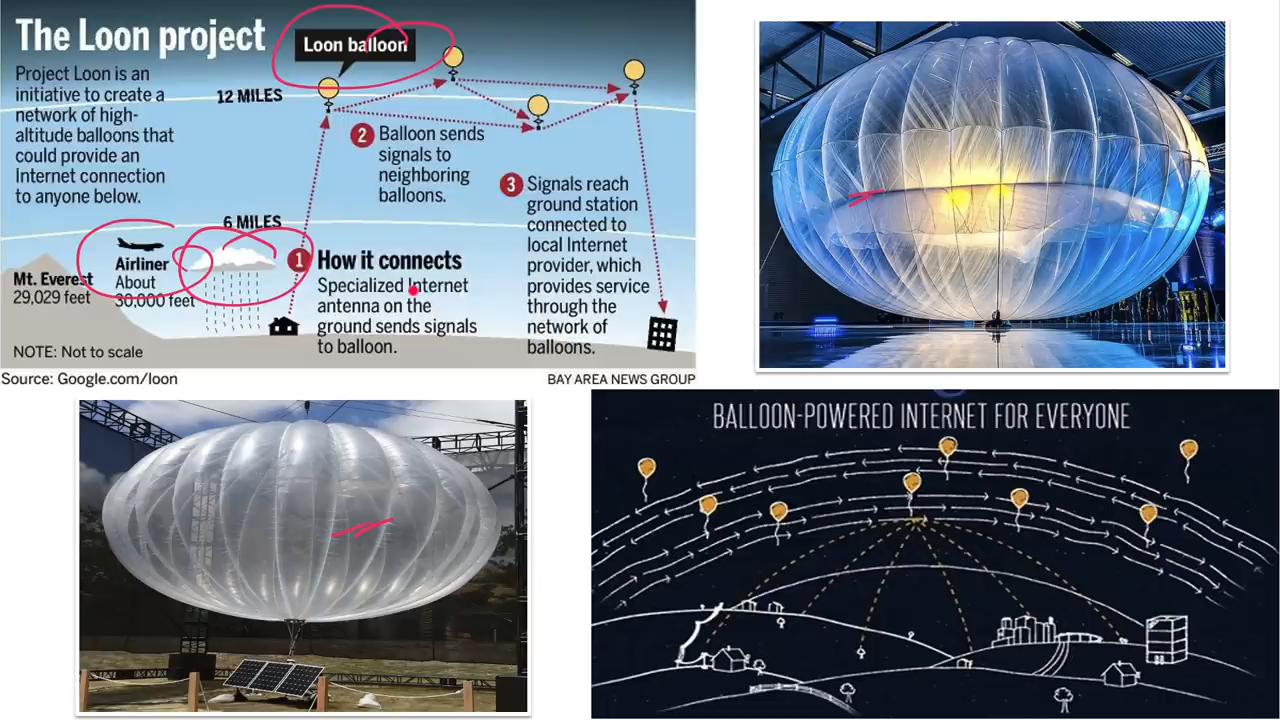 The Loon project
Project Loon is an
initiative to create a
network of high-
altitude balloons that
could provide an
Internet connection
to anyone below.
Loon balloon
12 MILES
2 Balloon sends
signals to
neighboring
balloons.
3 Signals reach
ground station
connected to
local Internet
provider, which
provides service
through the
network of
balloons.
6 MILES
Mt. Everest
29,029 feet
Airliner
About
30,000 feet
1 How it connects
Specialized Internet
antenna on the
ground sends signals
to balloon.
NOTE: Not to scale
Source: Google.com/loon
BAY AREA NEWS GROUP
BALLOON-POWERED INTERNET FOR EVERYONE